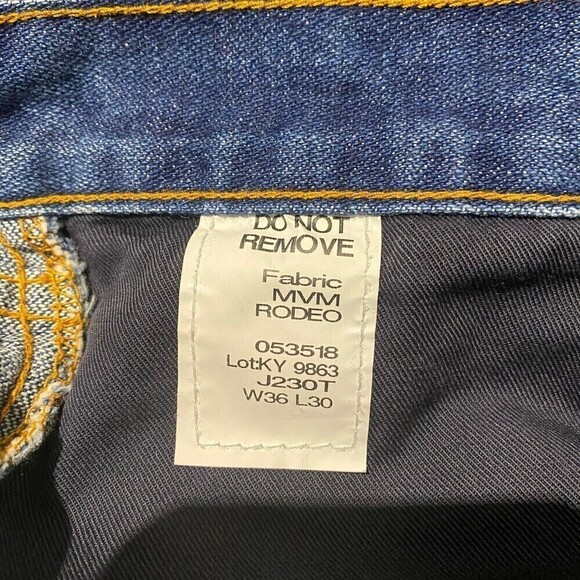 DO NOT
REMOVE
Fabric
MVM
RODEO
053518
Lot:KY 9863
J230T
W36 L30